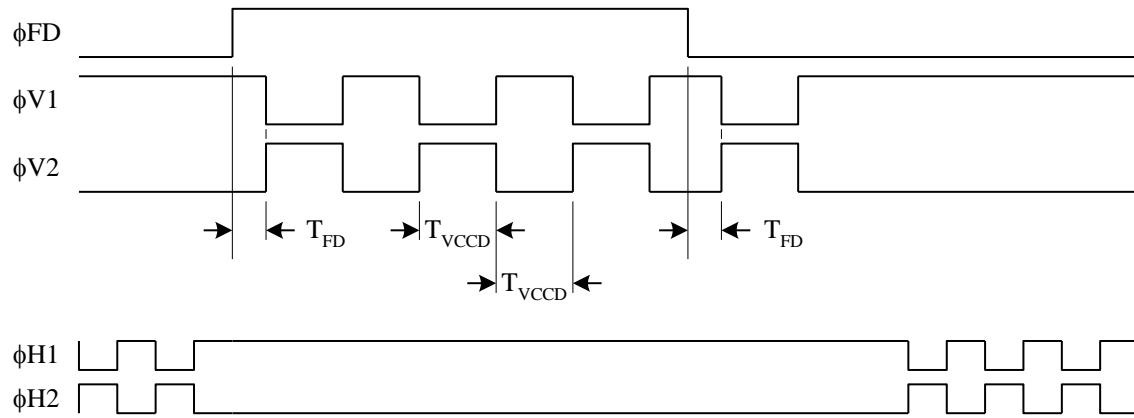 ϕFD
ϕV1
ϕV2
T_FD T_VCCD T_FD
T_VCCD
ϕH1
ϕH2